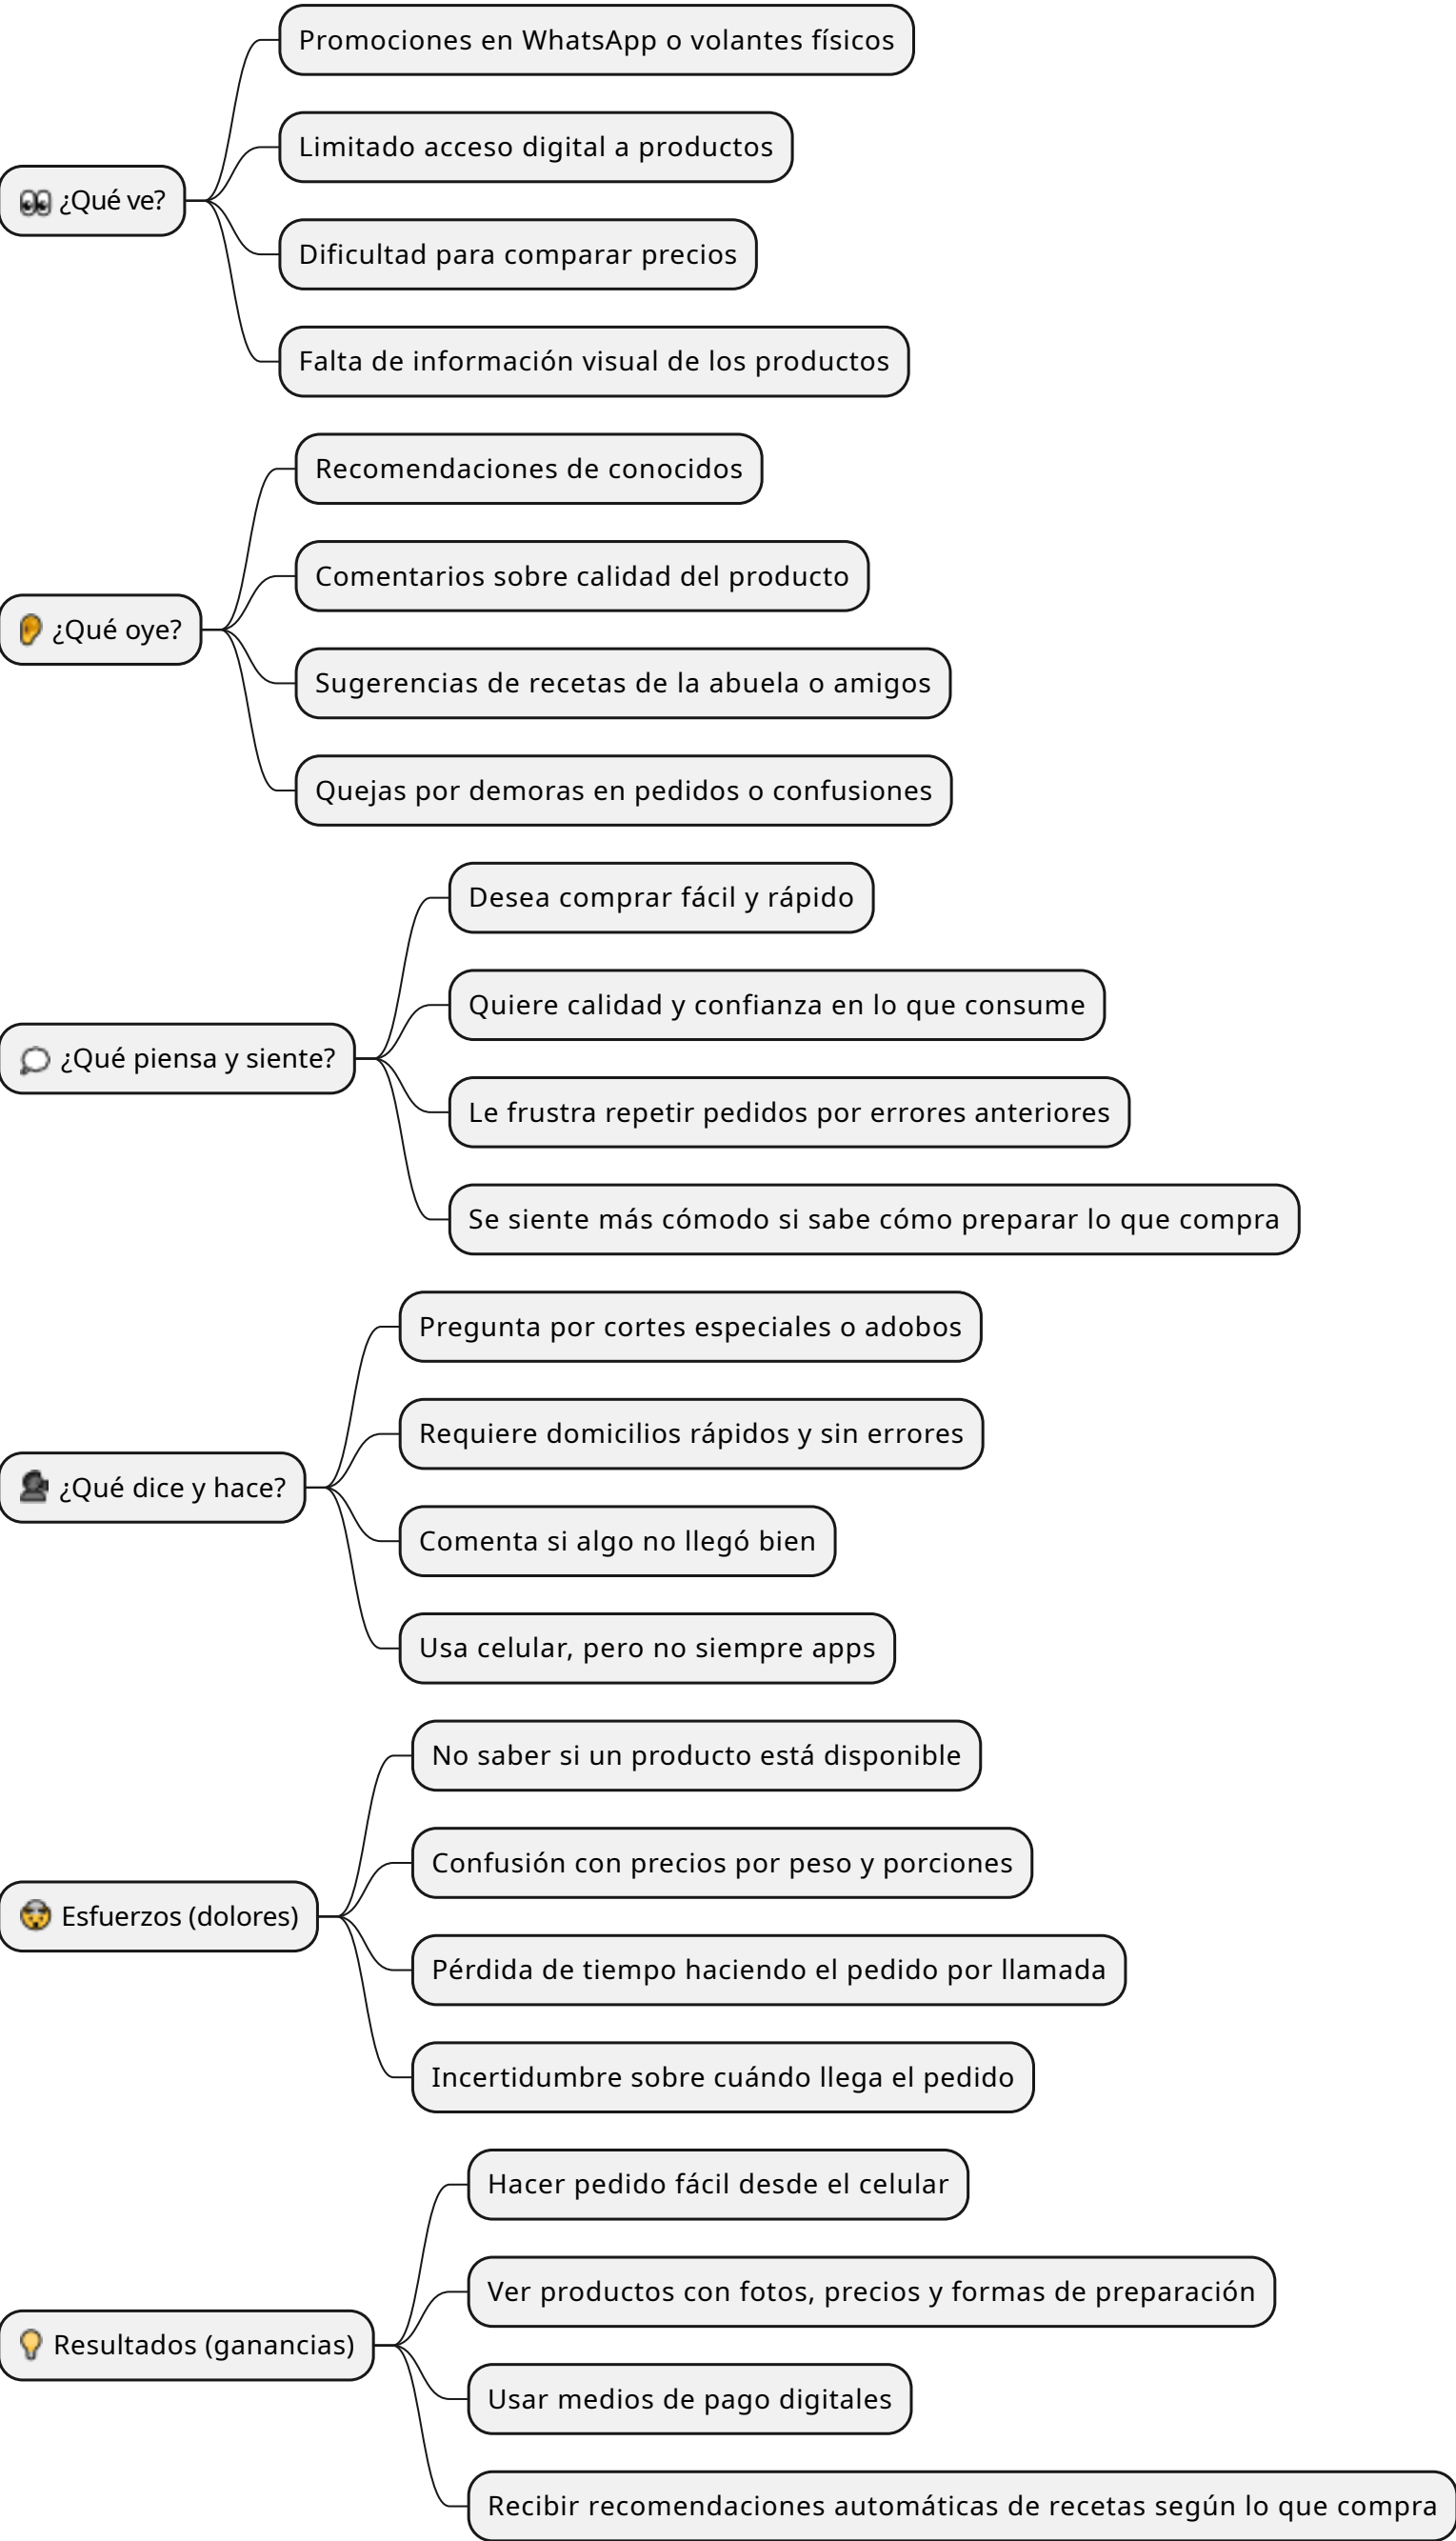 ¿Qué ve?
Promociones en WhatsApp o volantes físicos
Limitado acceso digital a productos
Dificultad para comparar precios
Falta de información visual de los productos
¿Qué oye?
Recomendaciones de conocidos
Comentarios sobre calidad del producto
Sugerencias de recetas de la abuela o amigos
Quejas por demoras en pedidos o confusiones
¿Qué piensa y siente?
Desea comprar fácil y rápido
Quiere calidad y confianza en lo que consume
Le frustra repetir pedidos por errores anteriores
Se siente más cómodo si sabe cómo preparar lo que compra
¿Qué dice y hace?
Pregunta por cortes especiales o adobos
Requiere domicilios rápidos y sin errores
Comenta si algo no llegó bien
Usa celular, pero no siempre apps
Esfuerzos (dolores)
No saber si un producto está disponible
Confusión con precios por peso y porciones
Pérdida de tiempo haciendo el pedido por llamada
Incertidumbre sobre cuándo llega el pedido
Resultados (ganancias)
Hacer pedido fácil desde el celular
Ver productos con fotos, precios y formas de preparación
Usar medios de pago digitales
Recibir recomendaciones automáticas de recetas según lo que compra